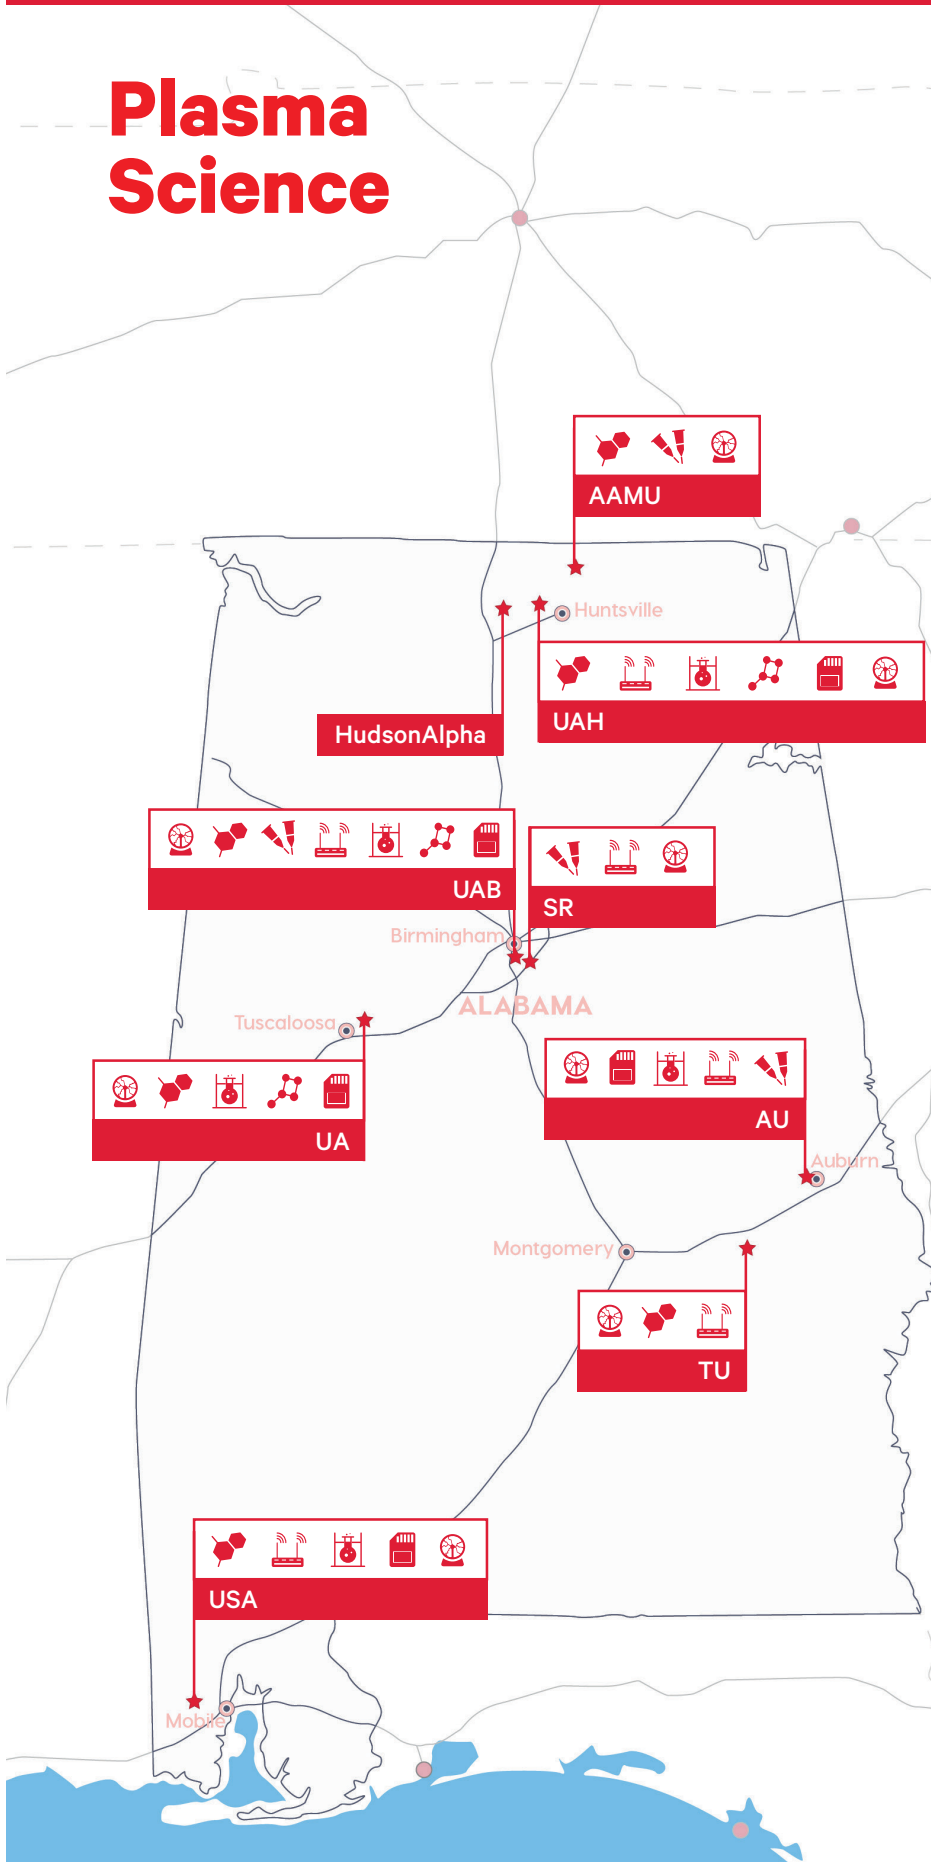 Plasma
Science
AAMU
Huntsville
UAH
HudsonAlpha
UAB
SR
Birmingham
ALABAMA
Tuscaloosa
UA
AU
Auburn
Montgomery
TU
USA
Mobile